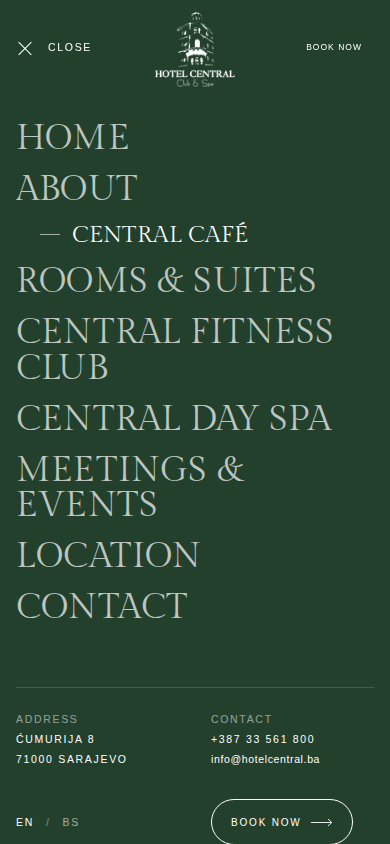 CLOSE
HOTEL CENTRAL
Club & Spa
BOOK NOW
HOME
ABOUT
CENTRAL CAFÉ
ROOMS & SUITES
CENTRAL FITNESS
CLUB
CENTRAL DAY SPA
MEETINGS &
EVENTS
LOCATION
CONTACT
ADDRESS
ĆUMURIJA 8
71000 SARAJEVO
CONTACT
+387 33 561 800
info@hotelcentral.ba
EN / BS
BOOK NOW